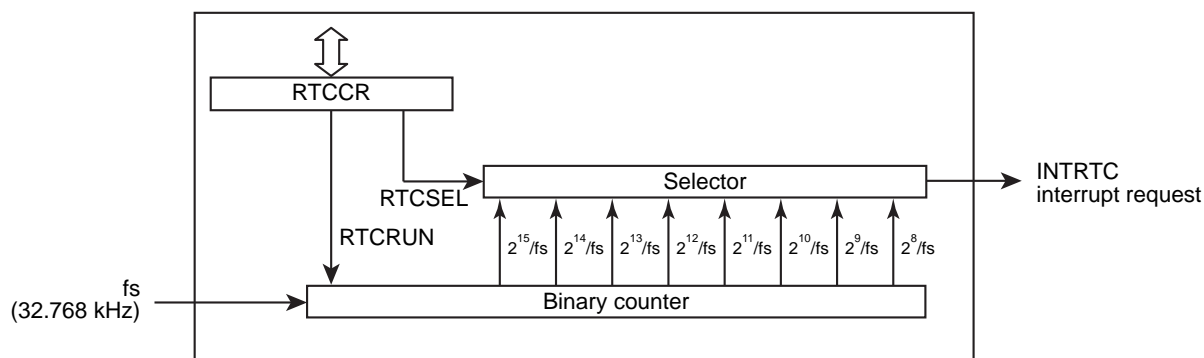 RTCCR
RTCSEL
Selector
INTRTC
interrupt request
RTCRUN
2^15/fs 2^14/fs 2^13/fs 2^12/fs 2^11/fs 2^10/fs 2^9/fs 2^8/fs
fs
(32.768 kHz)
Binary counter